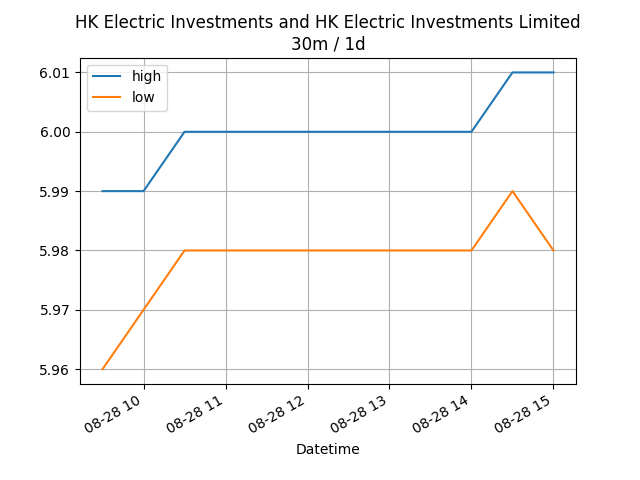 HK Electric Investments and HK Electric Investments Limited
30m / 1d
high
low
6.01
6.00
5.99
5.98
5.97
5.96
08-28 10
08-28 11
08-28 12
08-28 13
08-28 14
08-28 15
Datetime